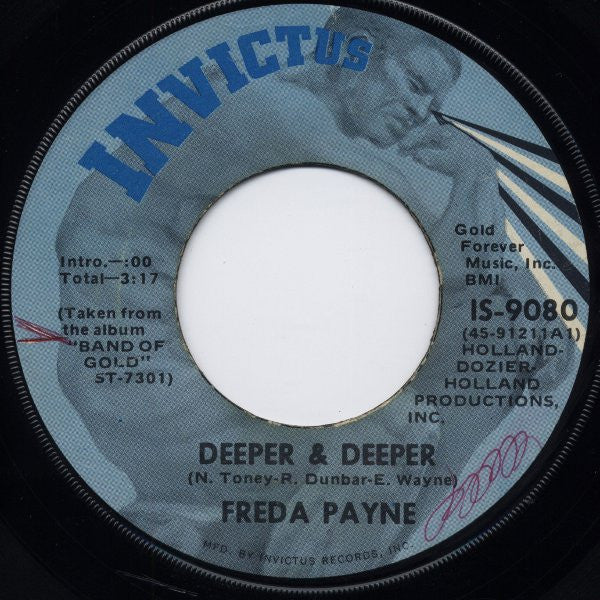 INVICTUS
Intro.—:00
Total—3:17
(Taken from
the album
"BAND OF
GOLD"
ST-7301)
Gold
Forever
Music, Inc.
BMI
IS-9080
(45-91211A1)
HOLLAND-
DOZIER-
HOLLAND
PRODUCTIONS,
INC.
DEEPER & DEEPER
(N. Toney-R. Dunbar-E. Wayne)
FREDA PAYNE
MFD. BY INVICTUS RECORDS, INC.